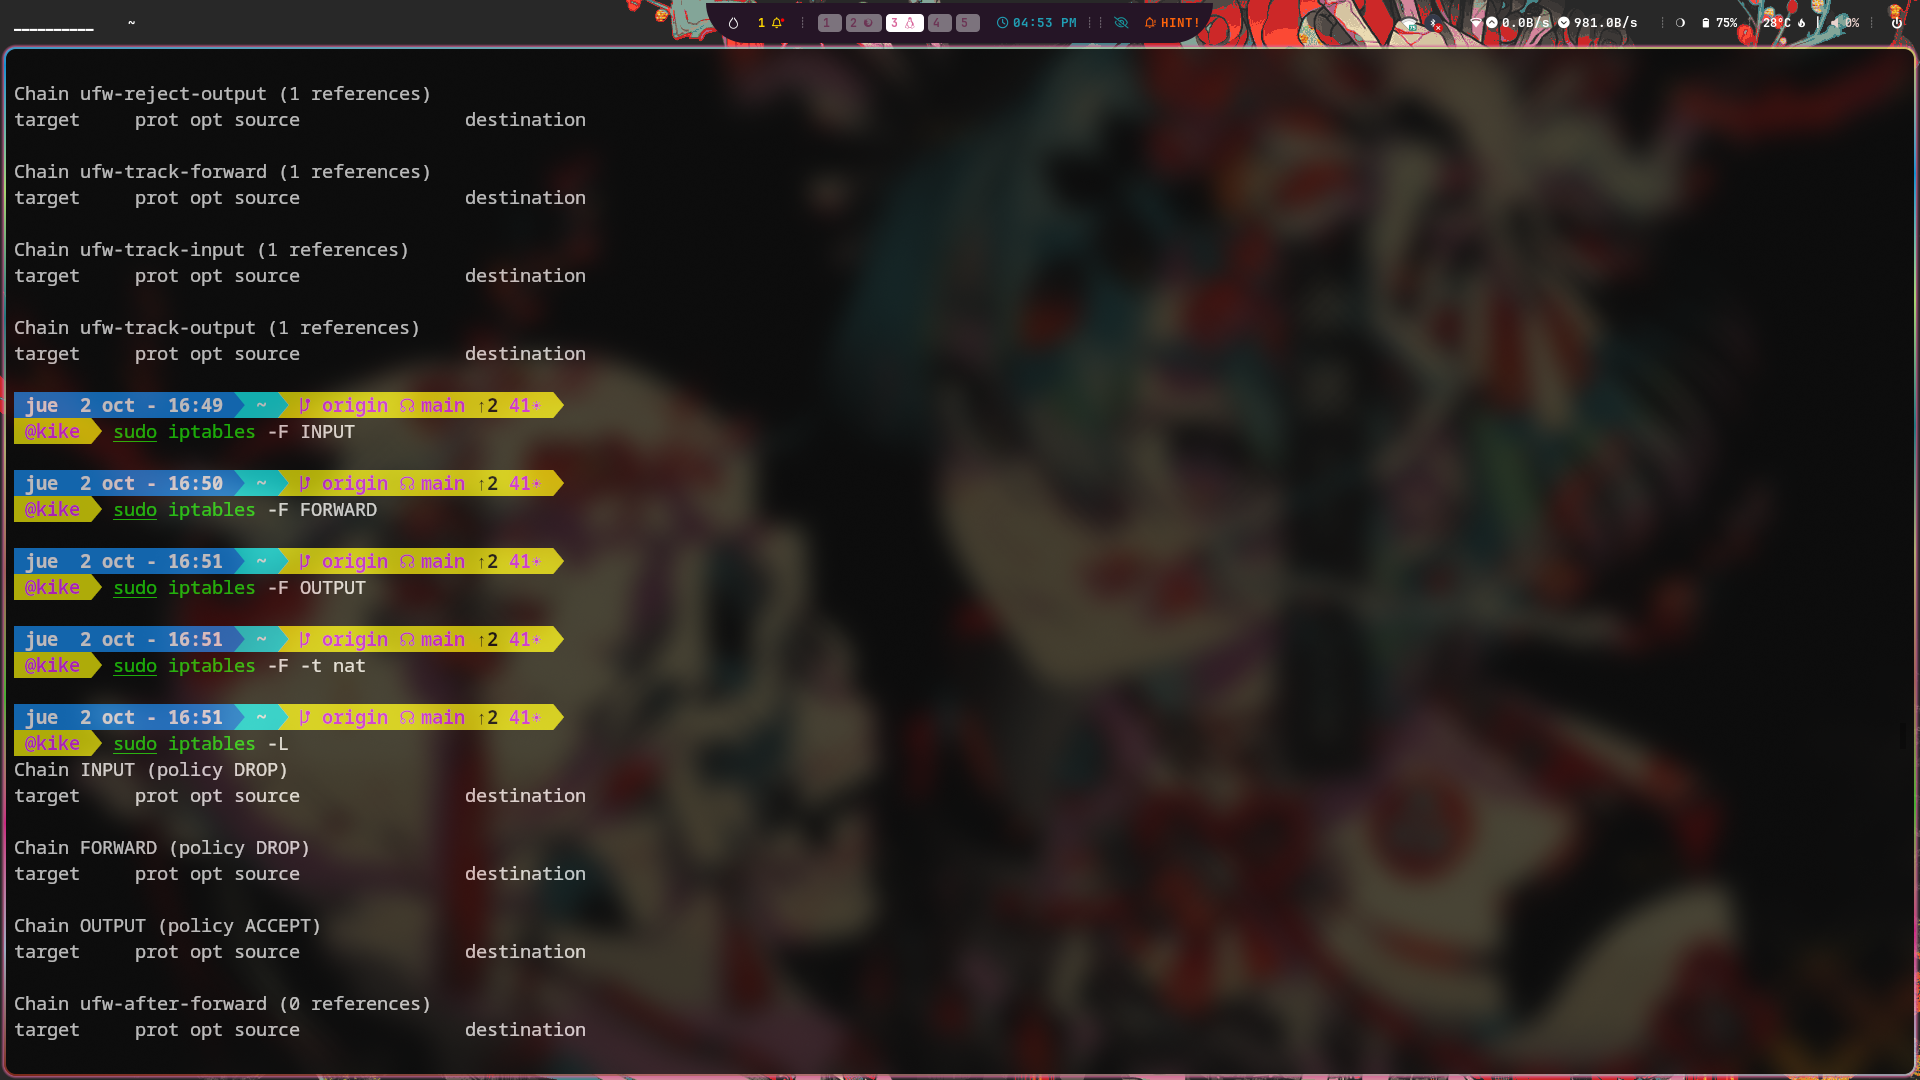 __________ ~ 1 1 2 3 4 5 04:53 PM HINT! 0.0B/s 981.0B/s 75% 28°C 0%
Chain ufw-reject-output (1 references)
target prot opt source destination
Chain ufw-track-forward (1 references)
target prot opt source destination
Chain ufw-track-input (1 references)
target prot opt source destination
Chain ufw-track-output (1 references)
target prot opt source destination
jue 2 oct - 16:49 ~ origin main ↑2 41
@kike sudo iptables -F INPUT
jue 2 oct - 16:50 ~ origin main ↑2 41
@kike sudo iptables -F FORWARD
jue 2 oct - 16:51 ~ origin main ↑2 41
@kike sudo iptables -F OUTPUT
jue 2 oct - 16:51 ~ origin main ↑2 41
@kike sudo iptables -F -t nat
jue 2 oct - 16:51 ~ origin main ↑2 41
@kike sudo iptables -L
Chain INPUT (policy DROP)
target prot opt source destination
Chain FORWARD (policy DROP)
target prot opt source destination
Chain OUTPUT (policy ACCEPT)
target prot opt source destination
Chain ufw-after-forward (0 references)
target prot opt source destination